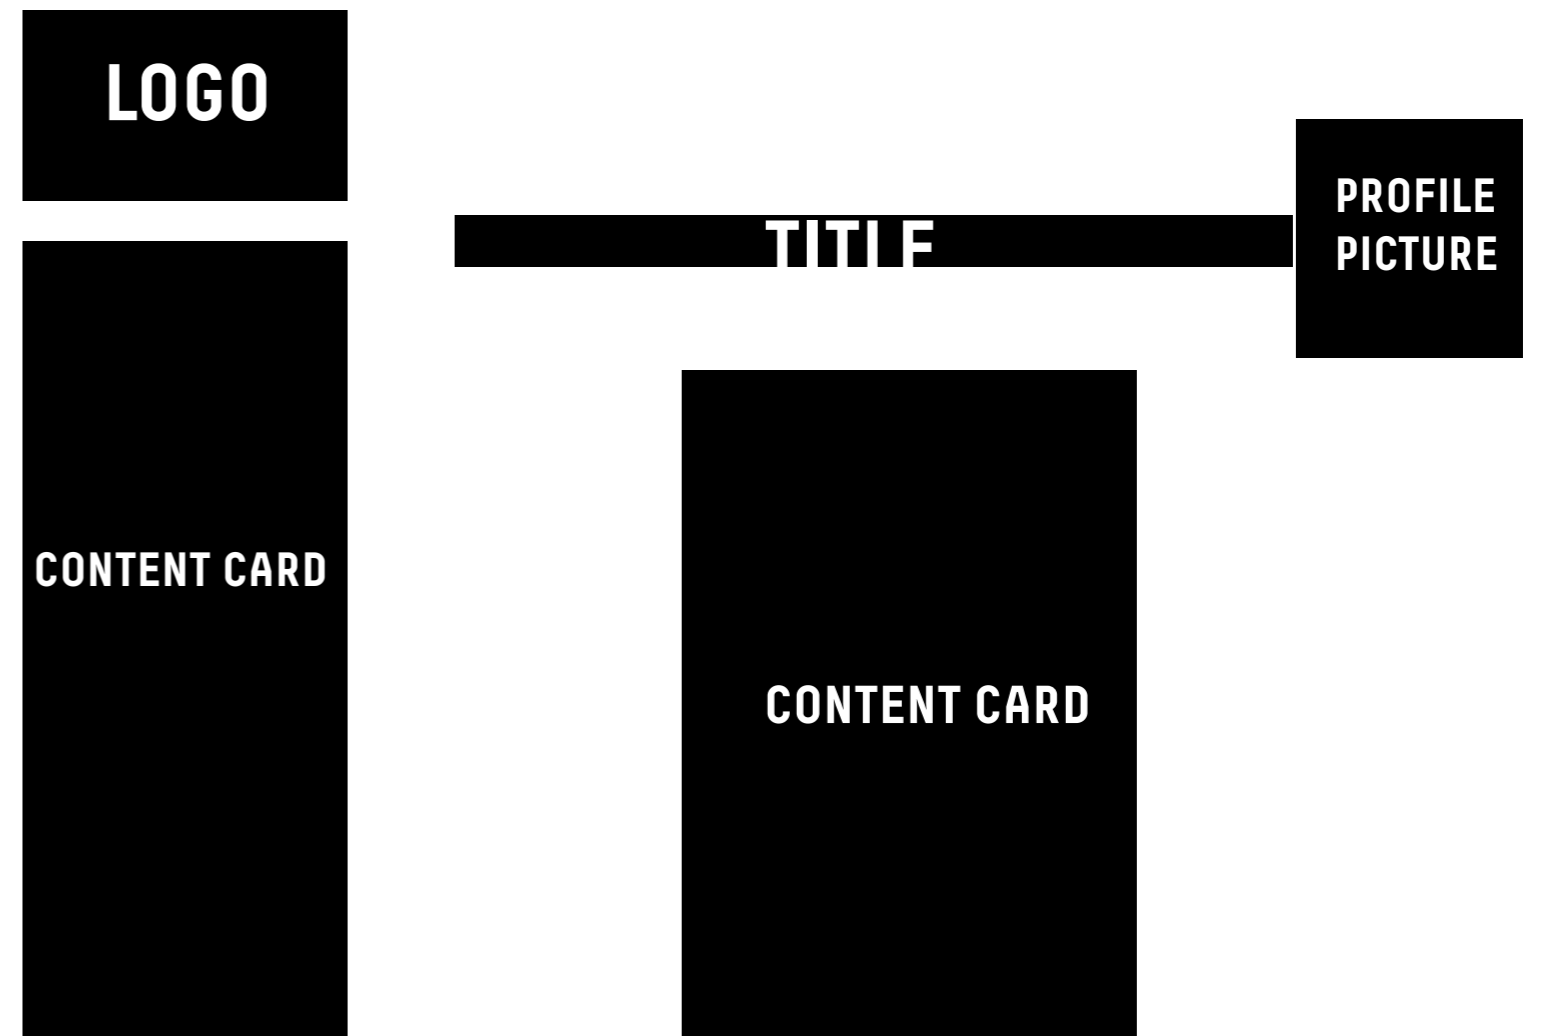 LOGO
PROFILE
PICTURE
TITLE
CONTENT CARD
CONTENT CARD